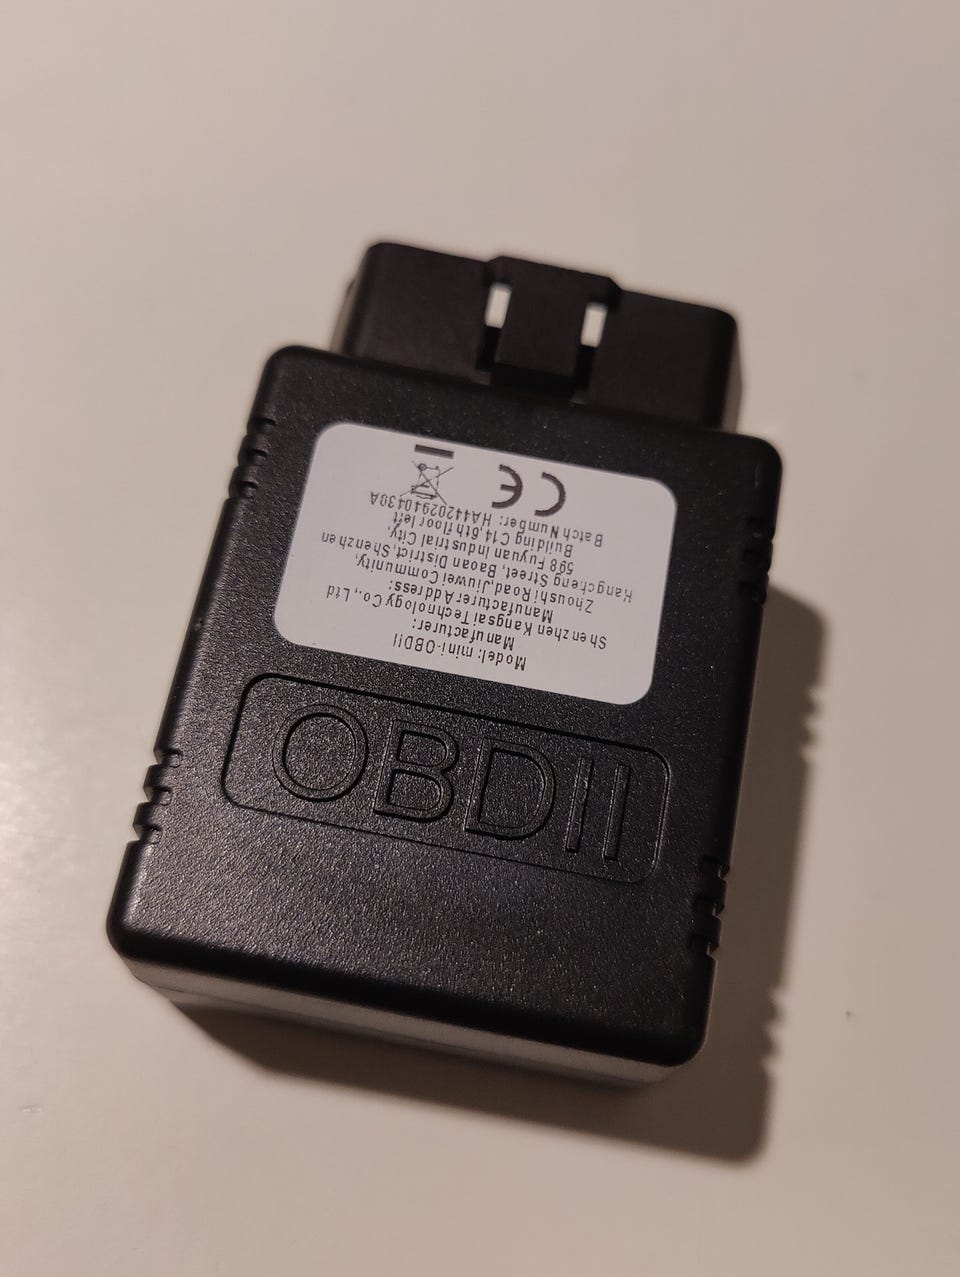 Model: mini-OBDII
Manufacturer:
Shenzhen Kangsai Technology Co., Ltd
Manufacturer Address:
Zhoushi Road,Jiuwei Community,
Hangcheng Street, Baoan District, Shenzhen
598 Fuyuan Industrial City,
Building C14,6th floor left
Batch Number: HA44202940430A
CE
OBDII